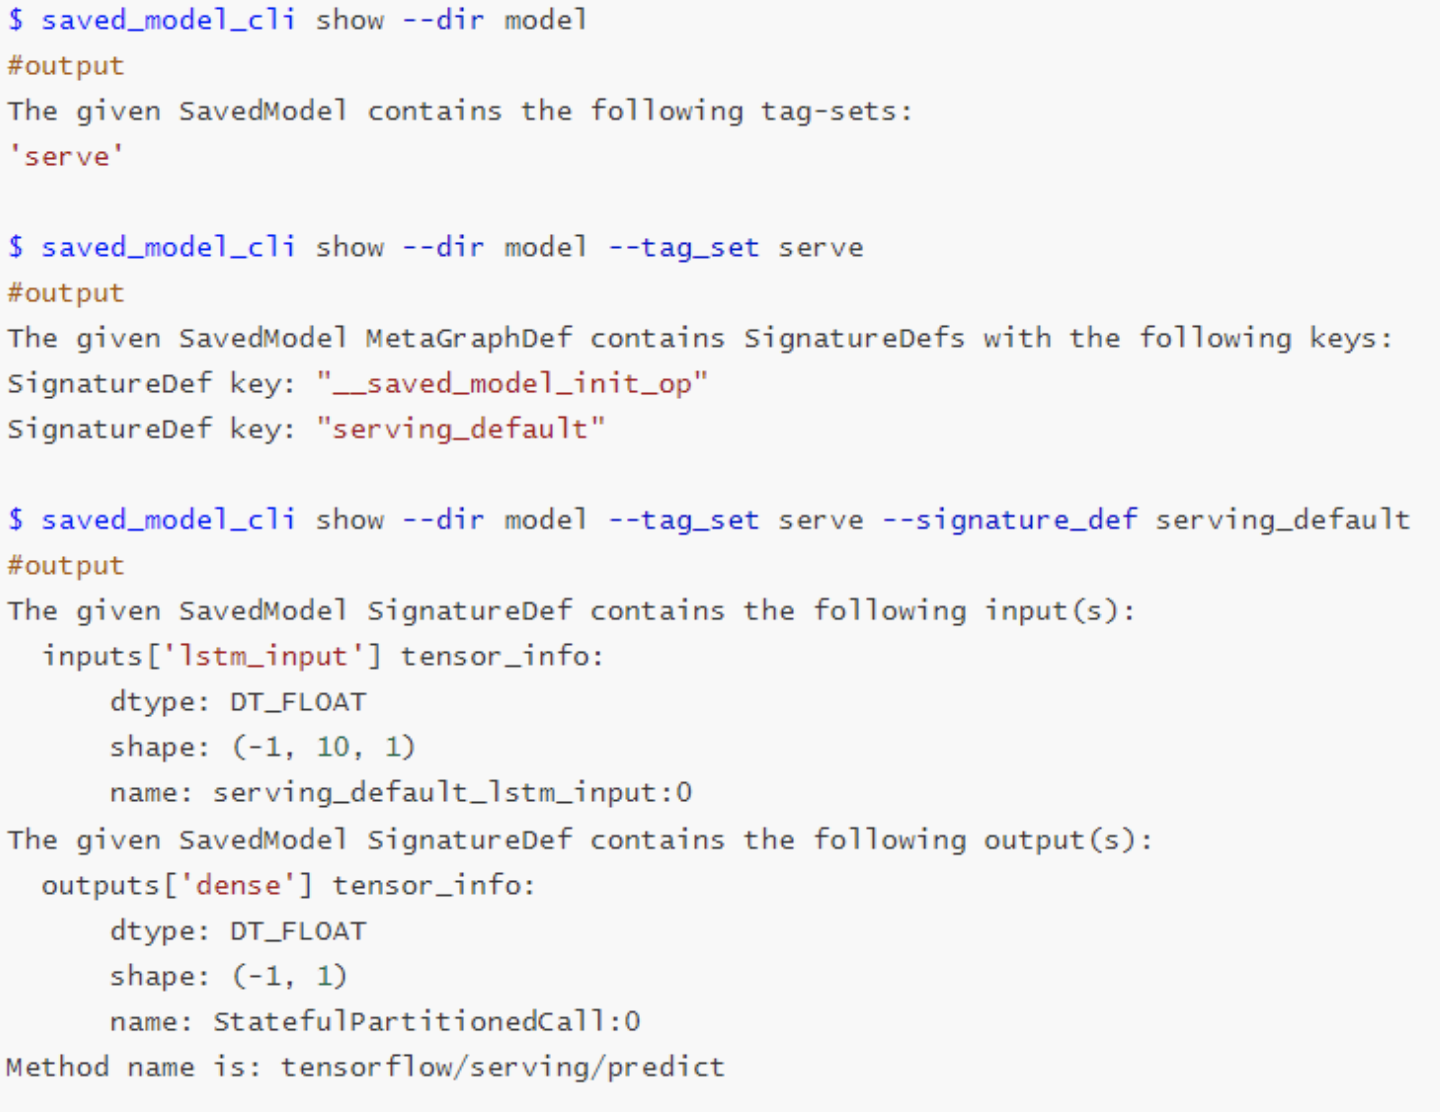 $ saved_model_cli show --dir model
#output
The given SavedModel contains the following tag-sets:
'serve'

$ saved_model_cli show --dir model --tag_set serve
#output
The given SavedModel MetaGraphDef contains SignatureDefs with the following keys:
SignatureDef key: "__saved_model_init_op"
SignatureDef key: "serving_default"

$ saved_model_cli show --dir model --tag_set serve --signature_def serving_default
#output
The given SavedModel SignatureDef contains the following input(s):
  inputs['lstm_input'] tensor_info:
      dtype: DT_FLOAT
      shape: (-1, 10, 1)
      name: serving_default_lstm_input:0
The given SavedModel SignatureDef contains the following output(s):
  outputs['dense'] tensor_info:
      dtype: DT_FLOAT
      shape: (-1, 1)
      name: StatefulPartitionedCall:0
Method name is: tensorflow/serving/predict